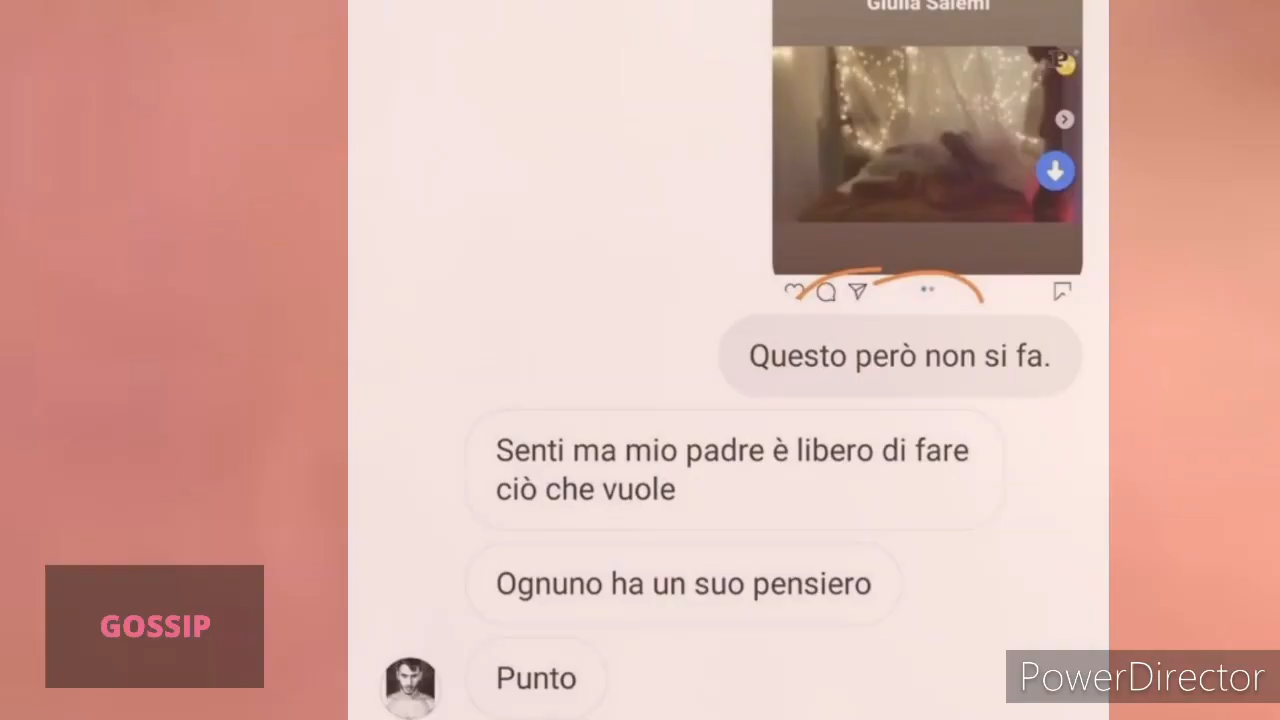 Giulia Salemi
Questo però non si fa.
Senti ma mio padre è libero di fare
ciò che vuole
Ognuno ha un suo pensiero
Punto
GOSSIP
PowerDirector